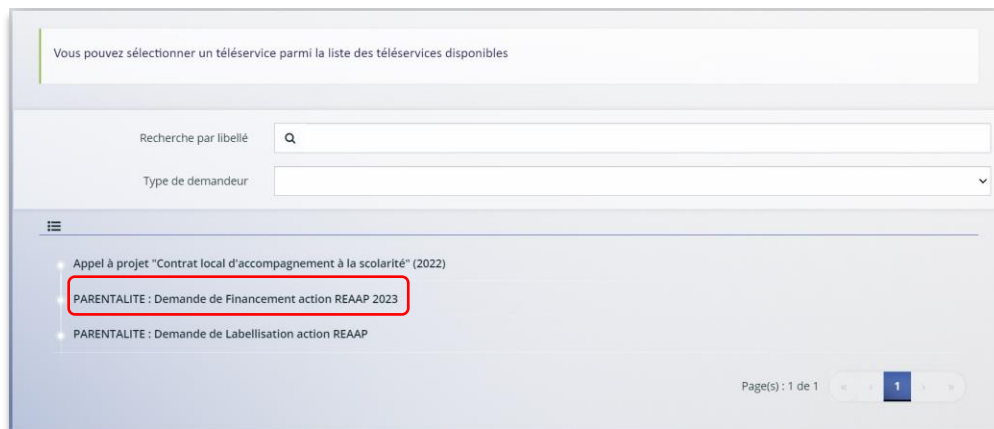 Vous pouvez sélectionner un téléservice parmi la liste des téléservices disponibles
Recherche par libellé
Type de demandeur
Appel à projet "Contrat local d'accompagnement à la scolarité" (2022)
PARENTALITE : Demande de Financement action REAAP 2023
PARENTALITE : Demande de Labellisation action REAAP
Page(s) : 1 de 1 « ‹ 1 › »